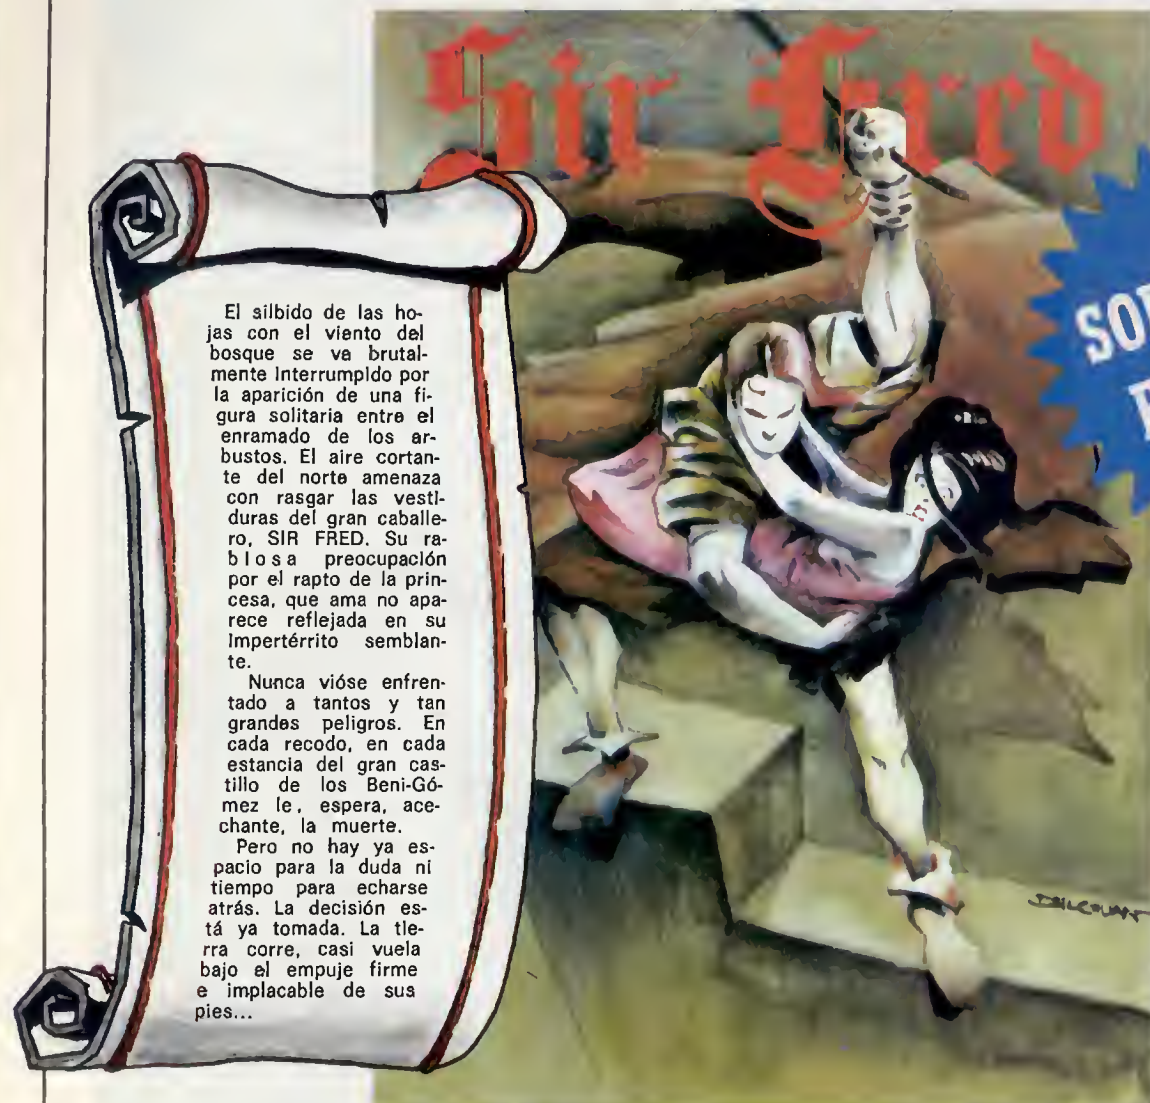 Sir Fred
El silbido de las ho-
jas con el viento del
bosque se va brutal-
mente interrumpido por
la aparición de una fi-
gura solitaria entre el
enramado de los ar-
bustos. El aire cortan-
te del norte amenaza
con rasgar las vesti-
duras del gran caballe-
ro, SIR FRED. Su ra-
biosa preocupación
por el rapto de la prin-
cesa, que ama no apa-
rece reflejada en su
impertérrito semblan-
te.
Nunca vióse enfren-
tado a tantos y tan
grandes peligros. En
cada recodo, en cada
estancia del gran cas-
tillo de los Beni-Gó-
mez le, espera, ace-
chante, la muerte.
Pero no hay ya es-
pacio para la duda ni
tiempo para echarse
atrás. La decisión es-
tá ya tomada. La tie-
rra corre, casi vuela
bajo el empuje firme
e implacable de sus
pies...